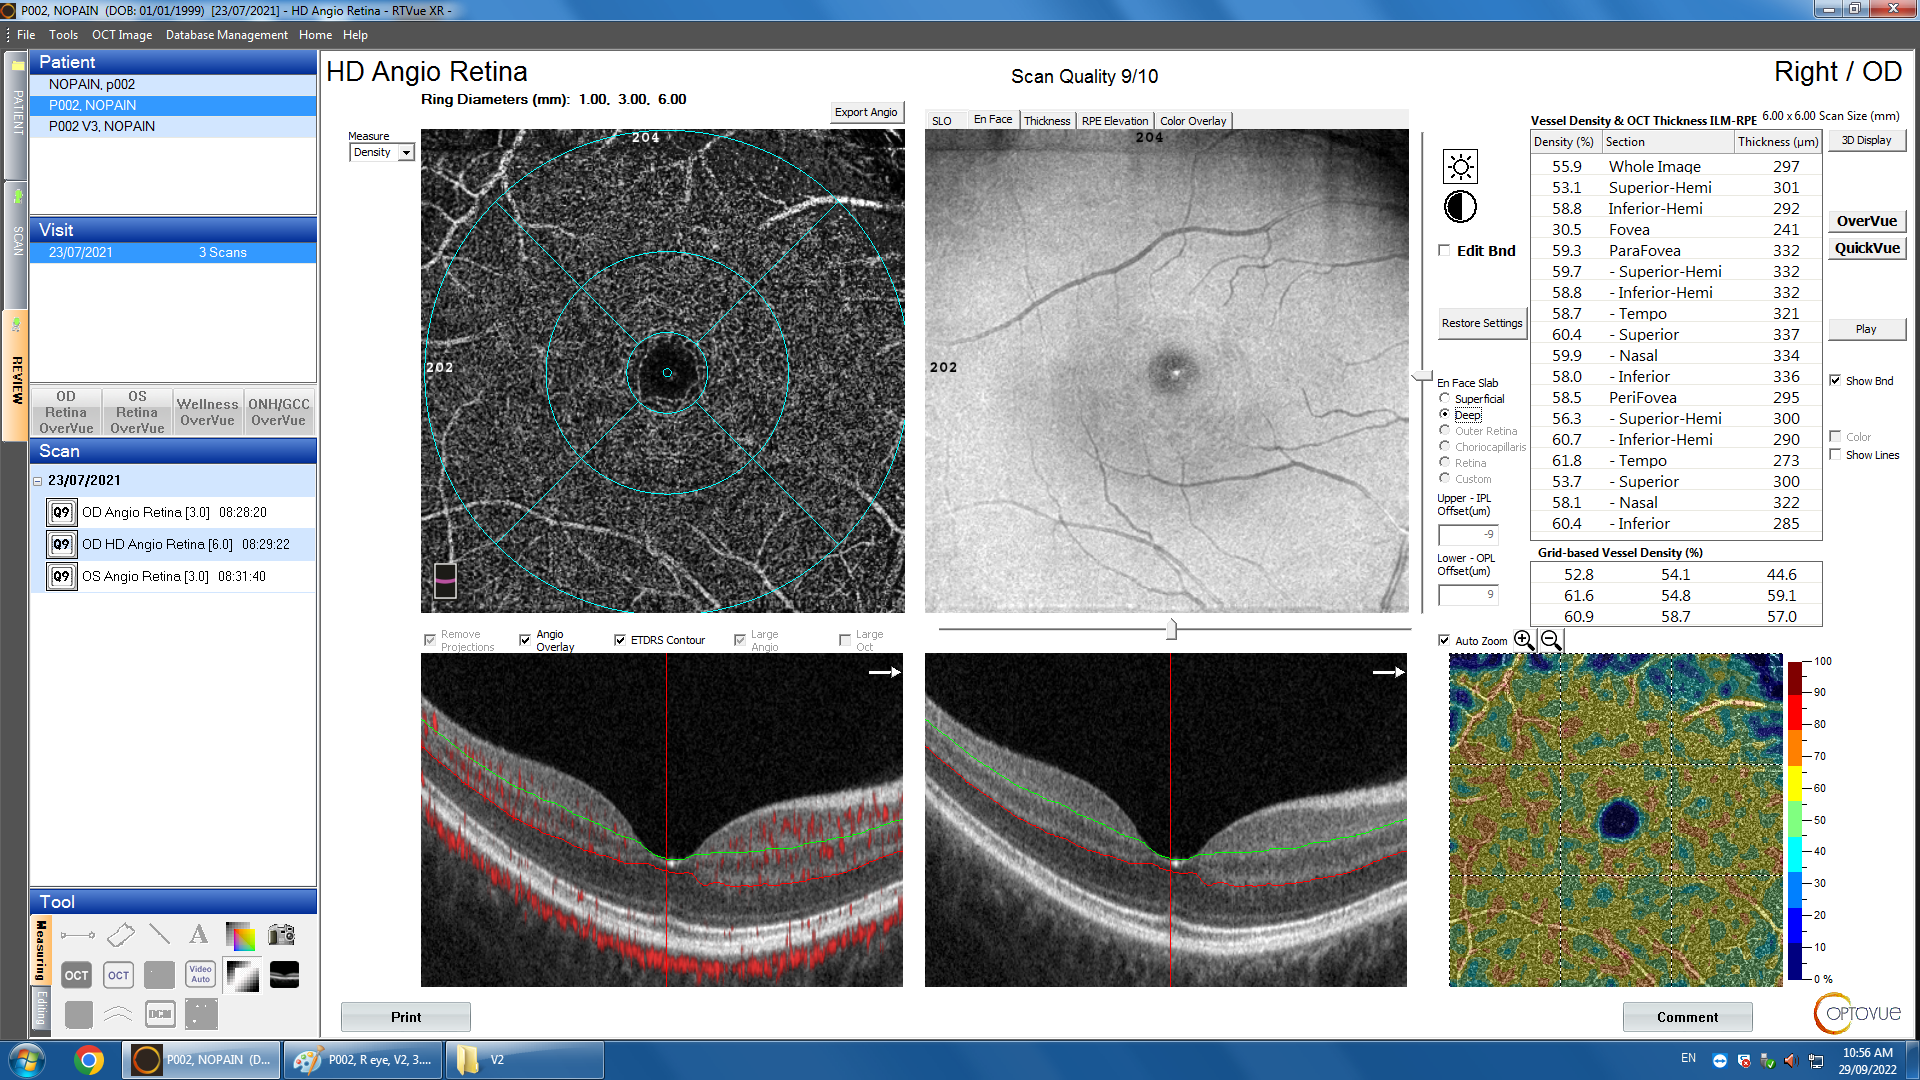 P002, NOPAIN  (DOB: 01/01/1999)  [23/07/2021] - HD Angio Retina - RTVue XR -
File Tools OCT Image Database Management Home Help
PATIENT
SCAN
REVIEW
Patient
NOPAIN, p002
P002, NOPAIN
P002 V3, NOPAIN
Visit
23/07/2021 3 Scans
OD Retina OverVue
OS Retina OverVue
Wellness OverVue
ONH/GCC OverVue
Scan
23/07/2021
Q9 OD Angio Retina [3.0] 08:28:20
Q9 OD HD Angio Retina [6.0] 08:29:22
Q9 OS Angio Retina [3.0] 08:31:40
Tool
Measuring
Editing
A
OCT
OCT
Video Auto
DCM
HD Angio Retina
Scan Quality 9/10
Right / OD
Ring Diameters (mm): 1.00, 3.00, 6.00
Export Angio
Measure
Density
204
202
SLO En Face Thickness RPE Elevation Color Overlay
204
202
Remove Projections
Angio Overlay
ETDRS Contour
Large Angio
Large Oct
Edit Bnd
Restore Settings
En Face Slab
Superficial
Deep
Outer Retina
Choriocapillaris
Retina
Custom
Upper - IPL
Offset(um)
-9
Lower - OPL
Offset(um)
9
Auto Zoom
Vessel Density & OCT Thickness ILM-RPE 6.00 x 6.00 Scan Size (mm)
Density (%) Section Thickness (µm)
55.9 Whole Image 297
53.1 Superior-Hemi 301
58.8 Inferior-Hemi 292
30.5 Fovea 241
59.3 ParaFovea 332
59.7 - Superior-Hemi 332
58.8 - Inferior-Hemi 332
58.7 - Tempo 321
60.4 - Superior 337
59.9 - Nasal 334
58.0 - Inferior 336
58.5 PeriFovea 295
56.3 - Superior-Hemi 300
60.7 - Inferior-Hemi 290
61.8 - Tempo 273
53.7 - Superior 300
58.1 - Nasal 322
60.4 - Inferior 285
Grid-based Vessel Density (%)
52.8 54.1 44.6
61.6 54.8 59.1
60.9 58.7 57.0
3D Display
OverVue
QuickVue
Play
Show Bnd
Color
Show Lines
100
90
80
70
60
50
40
30
20
10
0 %
Print
Comment
OPTOVUE
P002, NOPAIN (D...
P002, R eye, V2, 3....
V2
EN
10:56 AM
29/09/2022